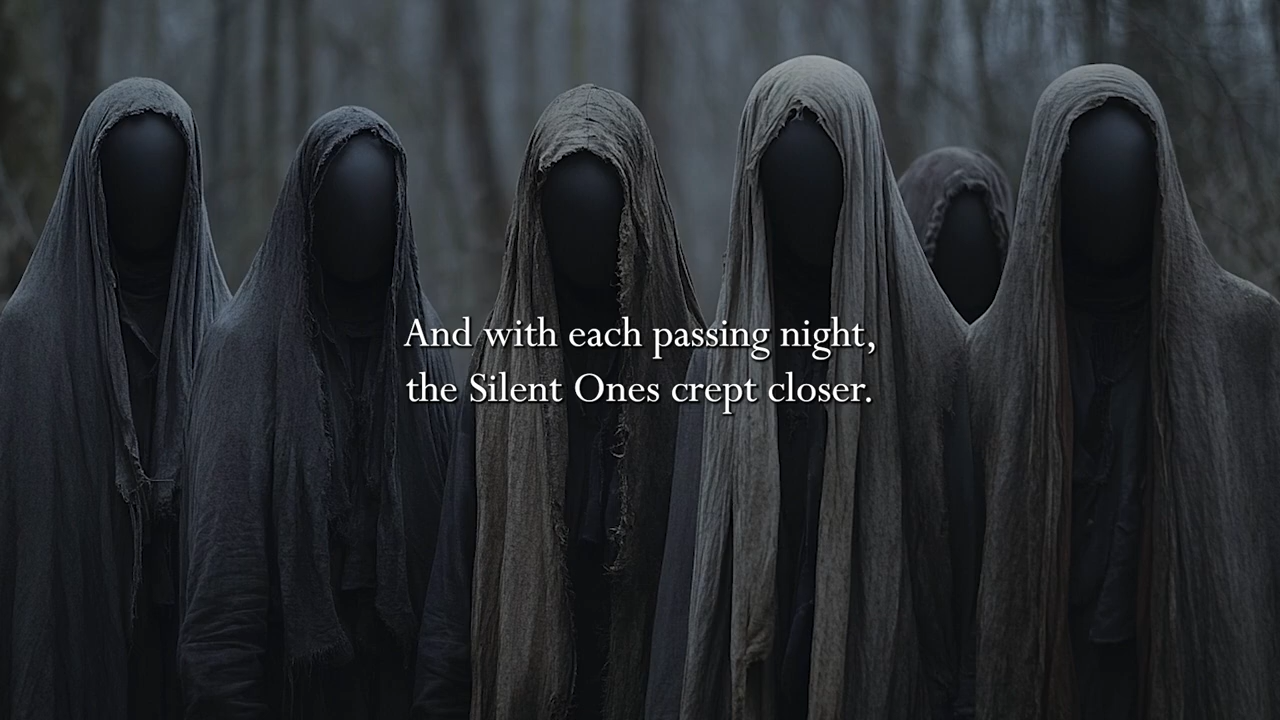 And with each passing night,
the Silent Ones crept closer.